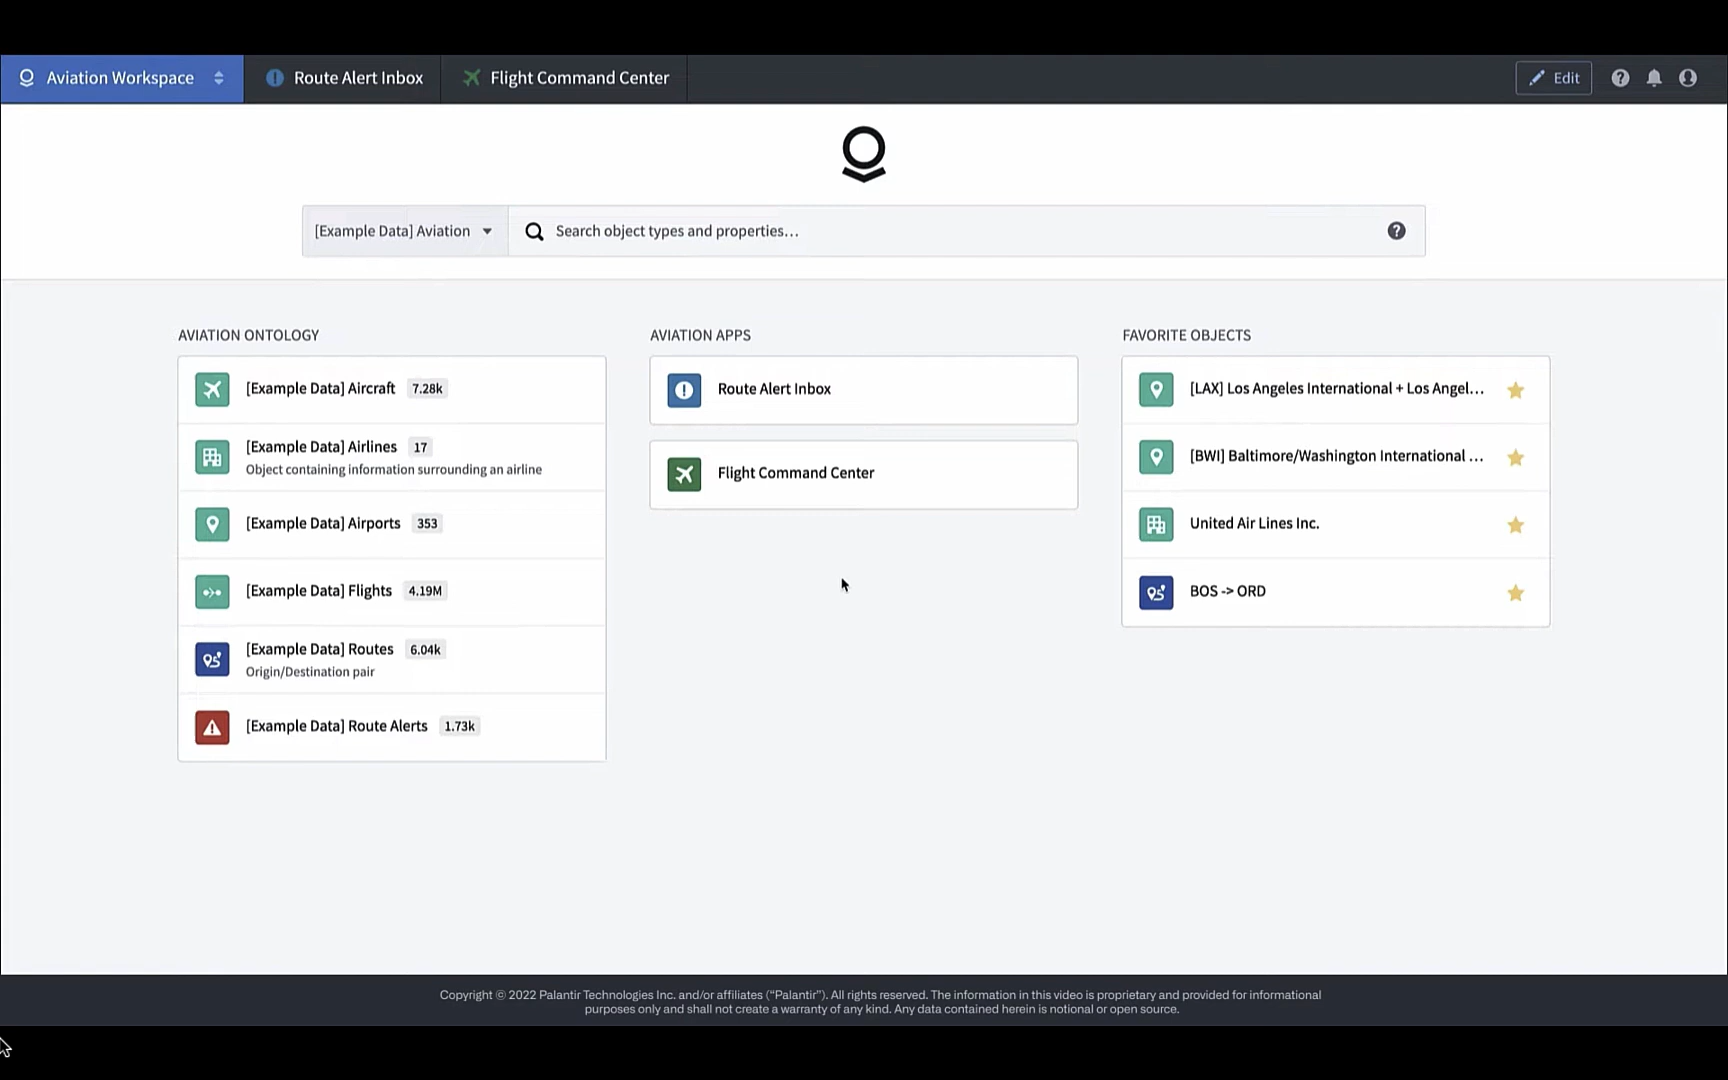 Aviation Workspace
Route Alert Inbox
Flight Command Center
Edit
[Example Data] Aviation
Search object types and properties...
AVIATION ONTOLOGY
[Example Data] Aircraft 7.28k
[Example Data] Airlines 17
Object containing information surrounding an airline
[Example Data] Airports 353
[Example Data] Flights 4.19M
[Example Data] Routes 6.04k
Origin/Destination pair
[Example Data] Route Alerts 1.73k
AVIATION APPS
Route Alert Inbox
Flight Command Center
FAVORITE OBJECTS
[LAX] Los Angeles International + Los Angel...
[BWI] Baltimore/Washington International ...
United Air Lines Inc.
BOS -> ORD
Copyright © 2022 Palantir Technologies Inc. and/or affiliates (“Palantir”). All rights reserved. The information in this video is proprietary and provided for informational
purposes only and shall not create a warranty of any kind. Any data contained herein is notional or open source.